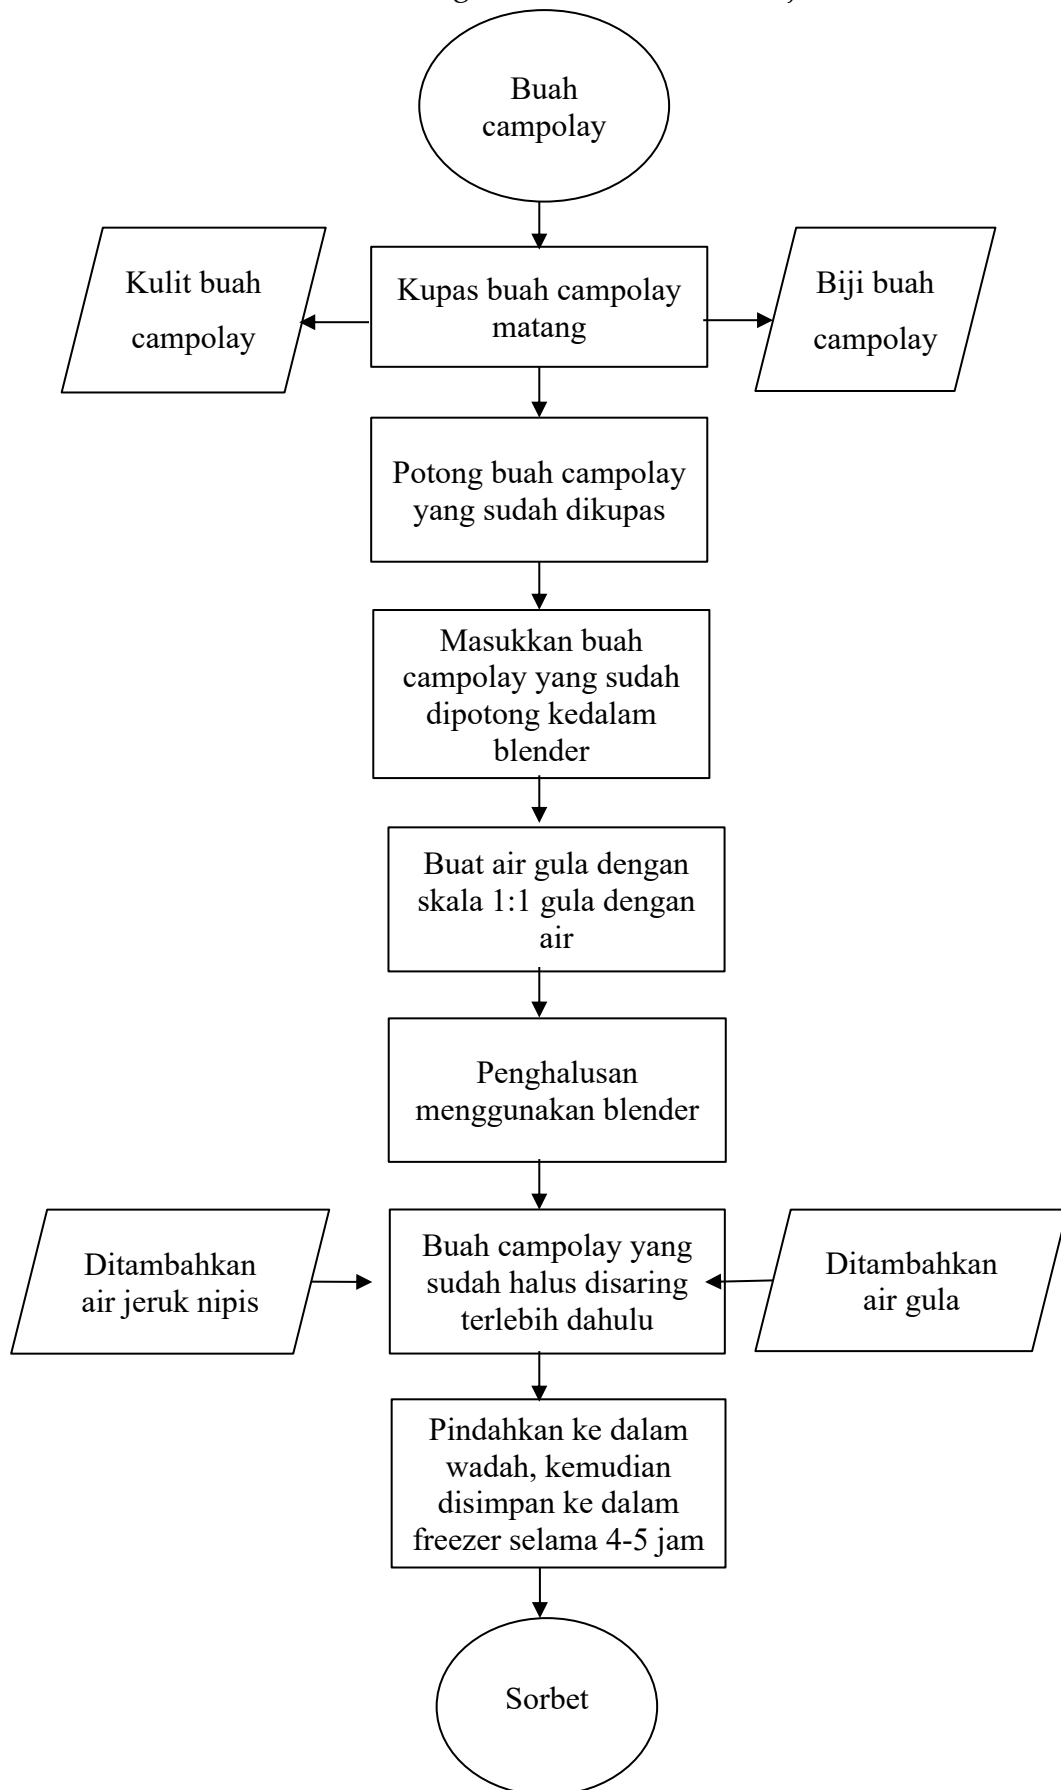 Buah
campolay
Kulit buah
campolay
Kupas buah campolay
matang
Biji buah
campolay
Potong buah campolay
yang sudah dikupas
Masukkan buah
campolay yang sudah
dipotong kedalam
blender
Buat air gula dengan
skala 1:1 gula dengan
air
Penghalusan
menggunakan blender
Ditambahkan
air jeruk nipis
Buah campolay yang
sudah halus disaring
terlebih dahulu
Ditambahkan
air gula
Pindahkan ke dalam
wadah, kemudian
disimpan ke dalam
freezer selama 4-5 jam
Sorbet